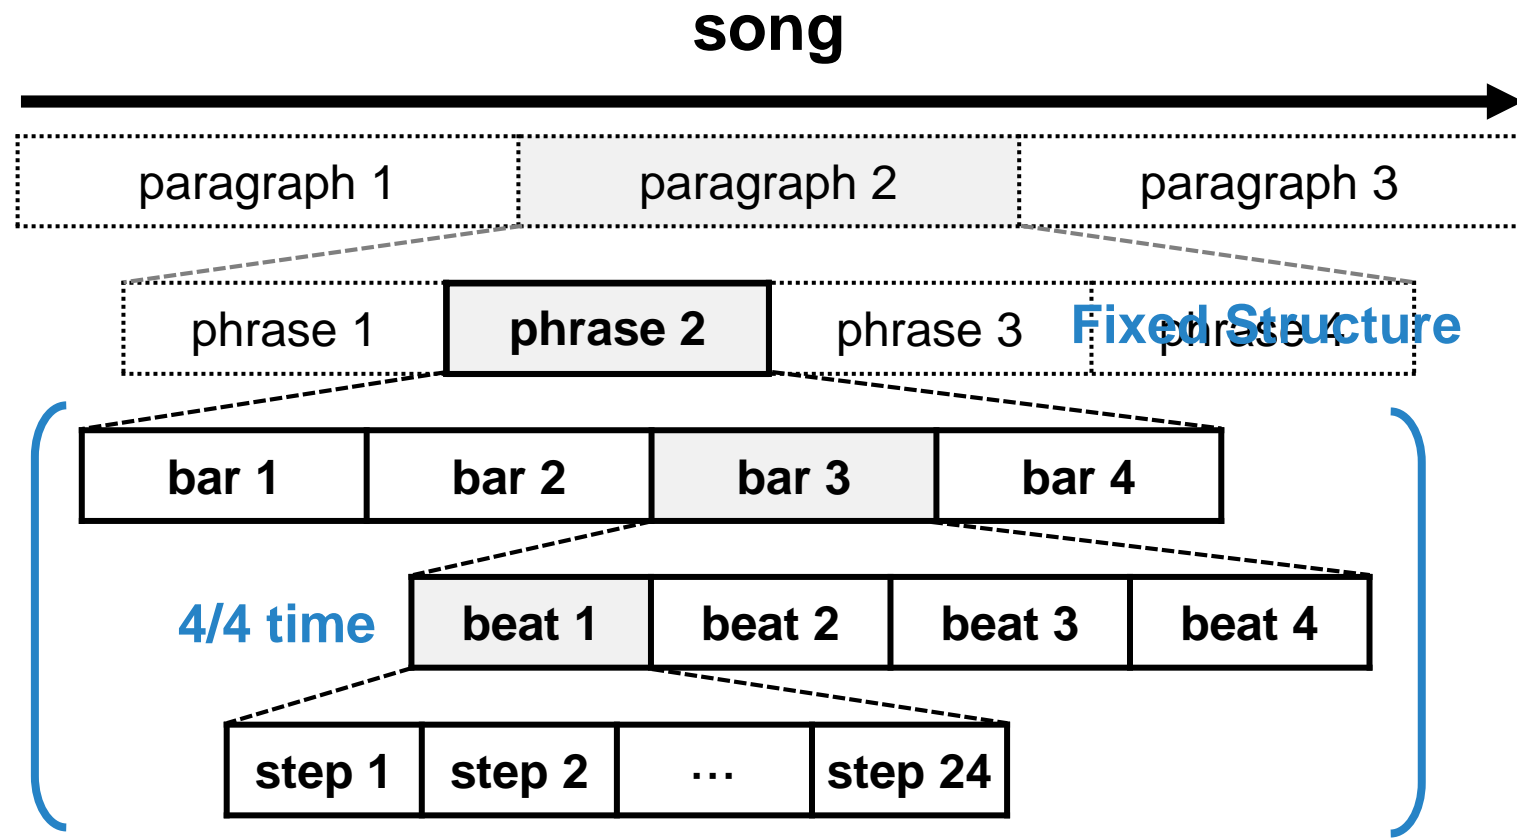 song
paragraph 1 paragraph 2 paragraph 3
phrase 1 phrase 2 phrase 3 phrase 4
Fixed Structure
bar 1 bar 2 bar 3 bar 4
4/4 time beat 1 beat 2 beat 3 beat 4
step 1 step 2 ... step 24